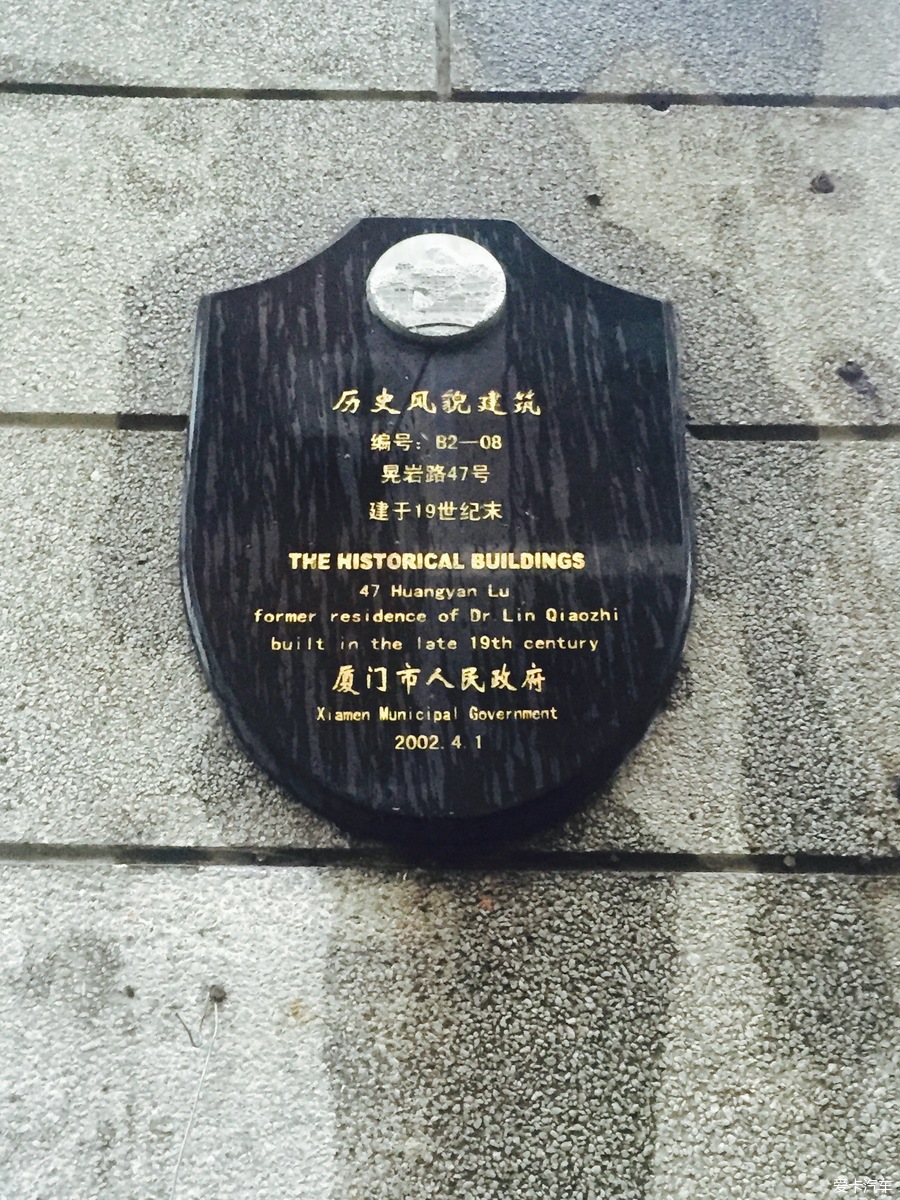 历史风貌建筑
编号：B2—08
晃岩路47号
建于19世纪末
THE HISTORICAL BUILDINGS
47 Huangyan Lu
former residence of Dr.Lin Qiaozhi
built in the late 19th century
厦门市人民政府
Xiamen Municipal Government
2002.4.1
爱卡汽车